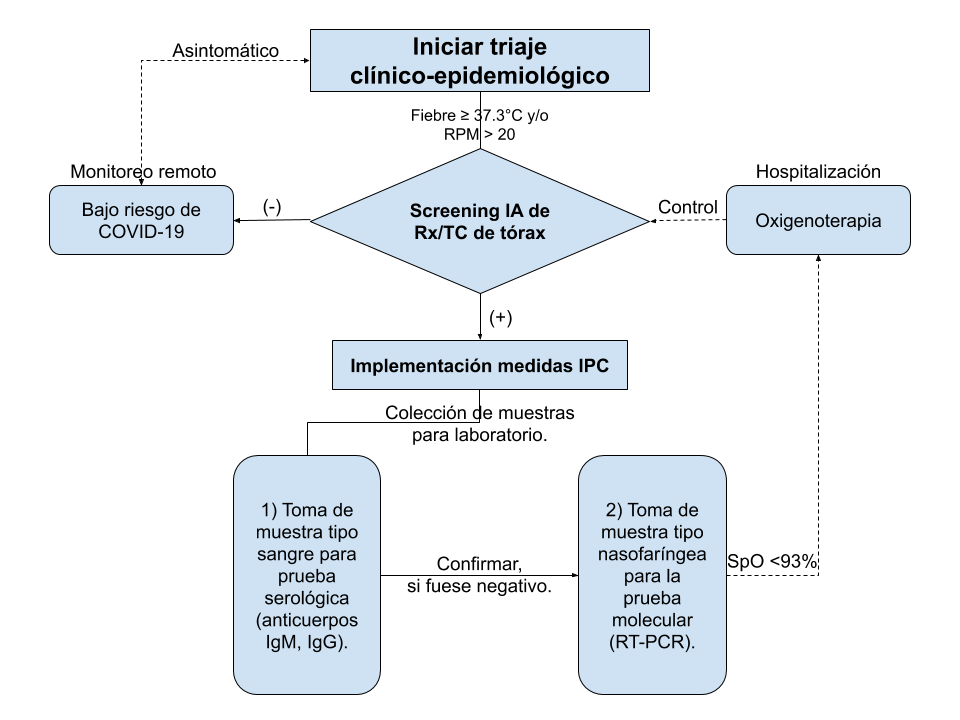 Iniciar triaje
clínico-epidemiológico
Asintomático
Fiebre ≥ 37.3°C y/o
RPM > 20
Monitoreo remoto
Bajo riesgo de
COVID-19
(-)
Screening IA de
Rx/TC de tórax
Control
Hospitalización
Oxigenoterapia
(+)
Implementación medidas IPC
Colección de muestras
para laboratorio.
1) Toma de
muestra tipo
sangre para
prueba
serológica
(anticuerpos
IgM, IgG).
Confirmar,
si fuese negativo.
2) Toma de
muestra tipo
nasofaríngea
para la
prueba
molecular
(RT-PCR).
SpO <93%